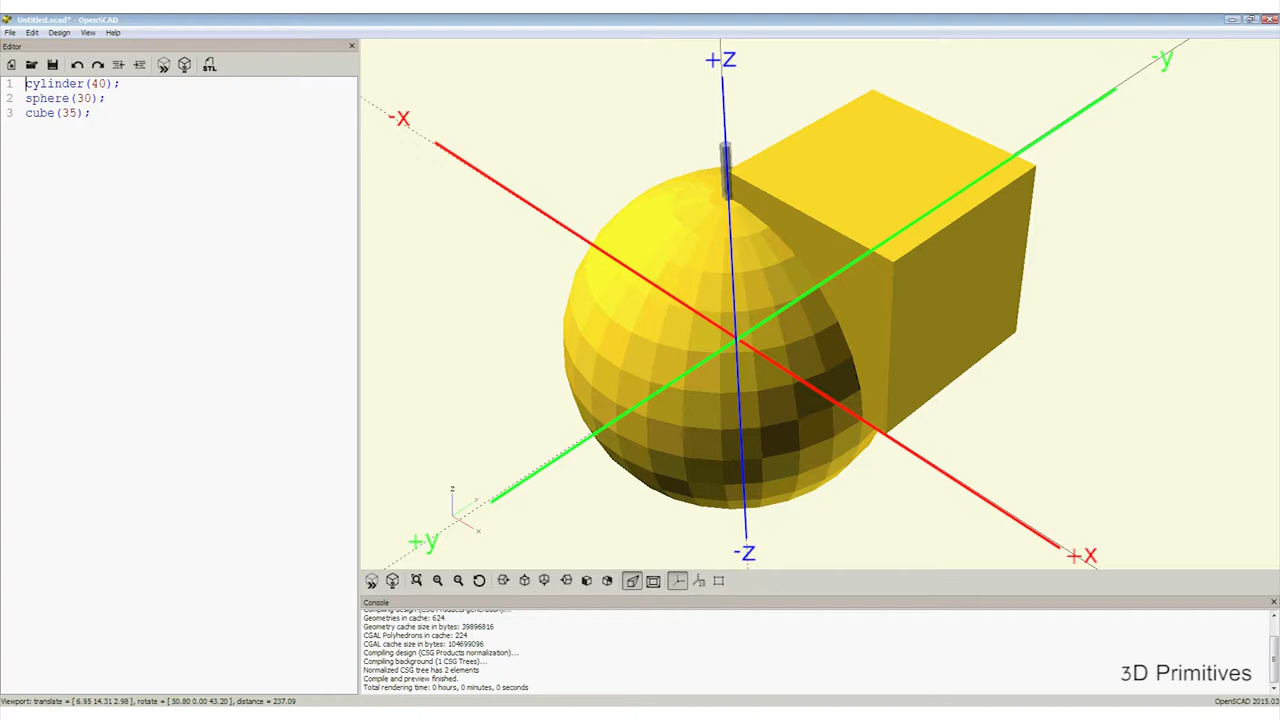 Untitled.scad* - OpenSCAD
File Edit Design View Help
Editor
STL
1 cylinder(40);
2 sphere(30);
3 cube(35);
+Z
-y
-X
+y
+X
-Z
z
Y
X
Console
Geometries in cache: 624
Geometry cache size in bytes: 39896816
CGAL Polyhedrons in cache: 224
CGAL cache size in bytes: 104699096
Compiling design (CSG Products normalization)...
Compiling background (1 CSG Trees)...
Normalized CSG tree has 2 elements
Compile and preview finished.
Total rendering time: 0 hours, 0 minutes, 0 seconds
3D Primitives
Viewport: translate = [ 6.95 14.31 2.98 ], rotate = [ 50.80 0.00 43.20 ], distance = 237.09
OpenSCAD 2015.03